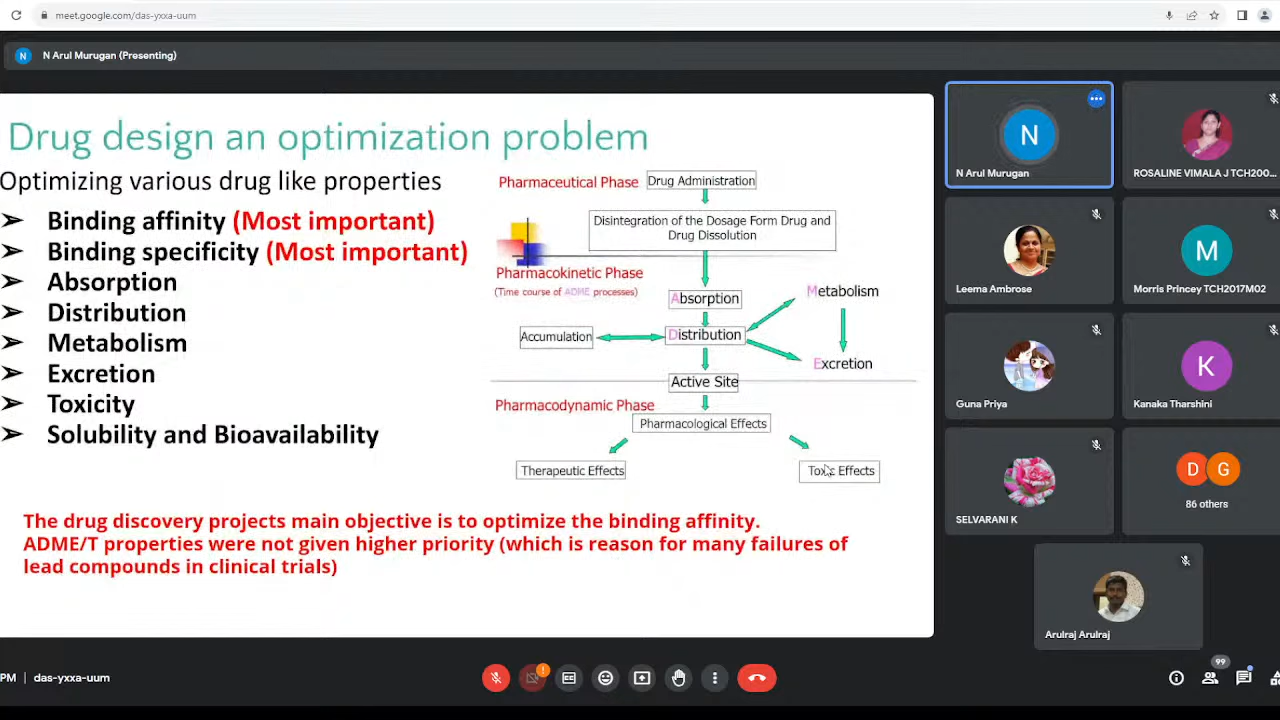 meet.google.com/das-yxxa-uum
N
N Arul Murugan (Presenting)
Drug design an optimization problem
Optimizing various drug like properties
➤ Binding affinity (Most important)
➤ Binding specificity (Most important)
➤ Absorption
➤ Distribution
➤ Metabolism
➤ Excretion
➤ Toxicity
➤ Solubility and Bioavailability
Pharmaceutical Phase
Drug Administration
Disintegration of the Dosage Form Drug and
Drug Dissolution
Pharmacokinetic Phase
(Time course of ADME processes)
Absorption
Metabolism
Accumulation
Distribution
Excretion
Active Site
Pharmacodynamic Phase
Pharmacological Effects
Therapeutic Effects
Toxic Effects
The drug discovery projects main objective is to optimize the binding affinity.
ADME/T properties were not given higher priority (which is reason for many failures of
lead compounds in clinical trials)
N
N Arul Murugan
ROSALINE VIMALA J TCH200...
Leema Ambrose
M
Morris Princey TCH2017M02
Guna Priya
K
Kanaka Tharshini
SELVARANI K
D G
86 others
Arulraj Arulraj
PM das-yxxa-uum
!
99